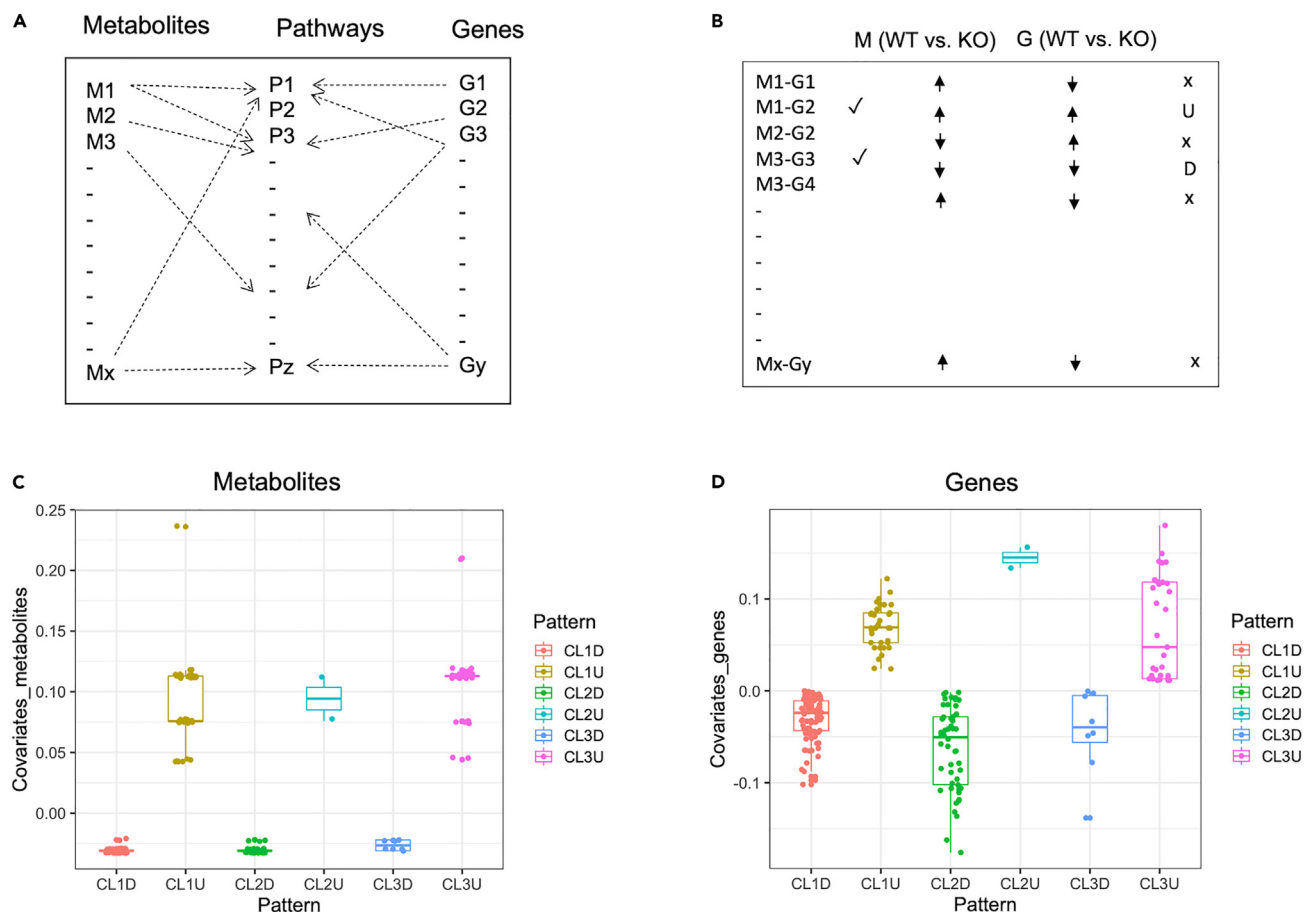 A
Metabolites Pathways Genes
M1 P1 G1
M2 P2 G2
M3 P3 G3
Mx Pz Gy
B
M (WT vs. KO) G (WT vs. KO)
M1-G1 x
M1-G2 ✓ U
M2-G2 x
M3-G3 ✓ D
M3-G4 x
Mx-Gy x
C
Metabolites
Covariates_metabolites
0.25
0.20
0.15
0.10
0.05
0.00
CL1D CL1U CL2D CL2U CL3D CL3U
Pattern
Pattern
CL1D
CL1U
CL2D
CL2U
CL3D
CL3U
D
Genes
Covariates_genes
0.1
0.0
-0.1
CL1D CL1U CL2D CL2U CL3D CL3U
Pattern
Pattern
CL1D
CL1U
CL2D
CL2U
CL3D
CL3U